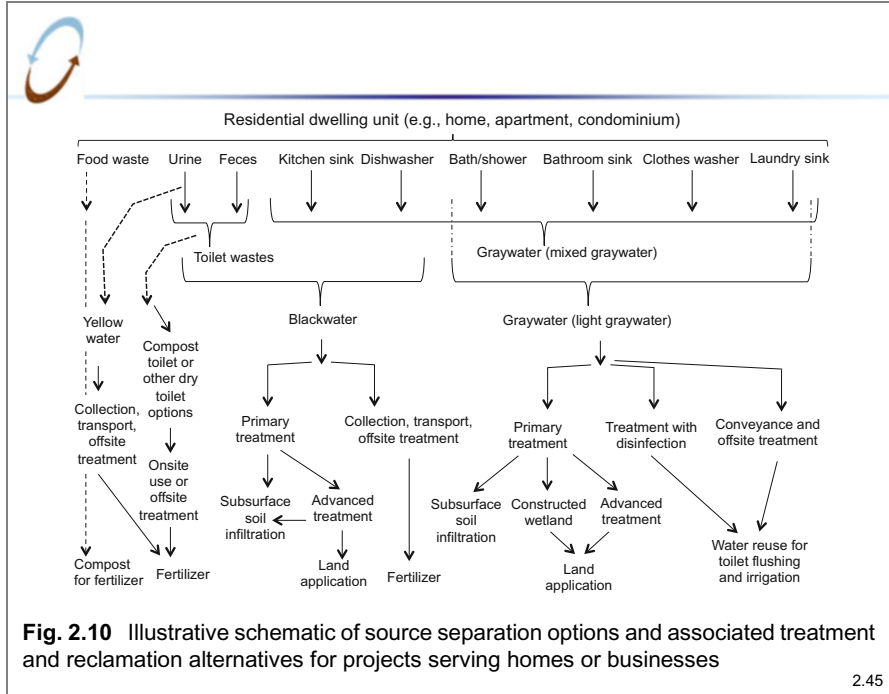 Residential dwelling unit (e.g., home, apartment, condominium)
Food waste Urine Feces Kitchen sink Dishwasher Bath/shower Bathroom sink Clothes washer Laundry sink
Toilet wastes
Graywater (mixed graywater)
Yellow
water
Compost
toilet or
other dry
toilet
options
Blackwater
Graywater (light graywater)
Collection,
transport,
offsite
treatment
Onsite
use or
offsite
treatment
Primary
treatment
Collection, transport,
offsite treatment
Primary
treatment
Treatment with
disinfection
Conveyance and
offsite treatment
Subsurface
soil
infiltration
Advanced
treatment
Subsurface
soil
infiltration
Constructed
wetland
Advanced
treatment
Compost
for fertilizer
Fertilizer
Land
application
Fertilizer
Land
application
Water reuse for
toilet flushing
and irrigation
Fig. 2.10 Illustrative schematic of source separation options and associated treatment
and reclamation alternatives for projects serving homes or businesses
2.45